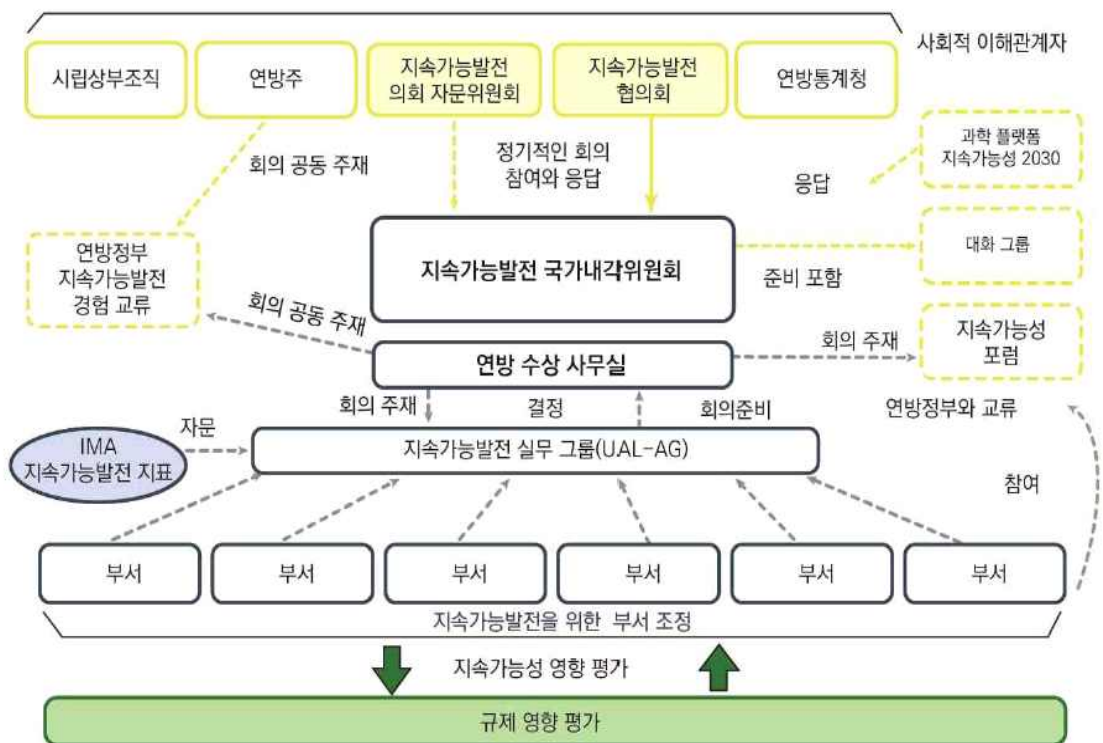 사회적 이해관계자
시립상부조직
연방주
지속가능발전
의회 자문위원회
지속가능발전
협의회
연방통계청
회의 공동 주재
정기적인 회의
참여와 응답
응답
과학 플랫폼
지속가능성 2030
연방정부
지속가능발전
경험 교류
지속가능발전 국가내각위원회
준비 포함
대화 그룹
회의 공동 주재
연방 수상 사무실
회의 주재
지속가능성
포럼
회의 주재
결정
회의준비
연방정부와 교류
IMA
지속가능발전 지표
자문
지속가능발전 실무 그룹(UAL-AG)
참여
부서
부서
부서
부서
부서
부서
지속가능발전을 위한 부서 조정
지속가능성 영향 평가
규제 영향 평가